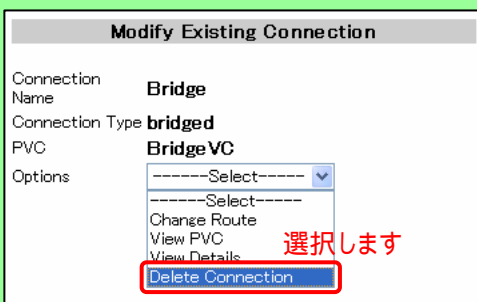 Modify Existing Connection
Connection
Name
Bridge
Connection Type bridged
PVC BridgeVC
Options ------Select-----
------Select-----
Change Route
View PVC
選択します
View Details
Delete Connection